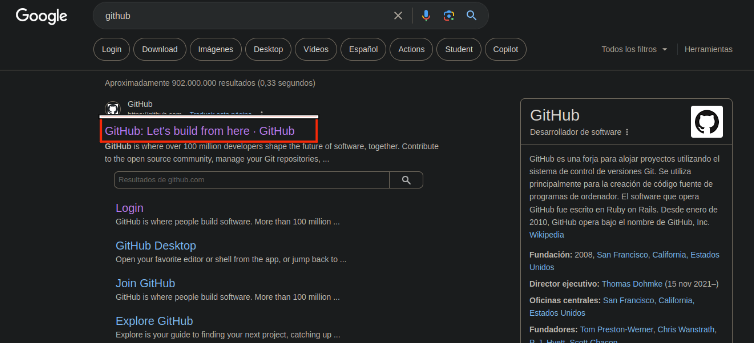 Google
github
Login
Download
Imágenes
Desktop
Vídeos
Español
Actions
Student
Copilot
Todos los filtros
Herramientas
Aproximadamente 902.000.000 resultados (0,33 segundos)
GitHub
GitHub: Let's build from here · GitHub
GitHub is where over 100 million developers shape the future of software, together. Contribute
to the open source community, manage your Git repositories, ...
Resultados de github.com
Login
GitHub is where people build software. More than 100 million ...
GitHub Desktop
Open your favorite editor or shell from the app, or jump back to ...
Join GitHub
GitHub is where people build software. More than 100 million ...
Explore GitHub
Explore is your guide to finding your next project, catching up ...
GitHub
Desarrollador de software
GitHub es una forja para alojar proyectos utilizando el
sistema de control de versiones Git. Se utiliza
principalmente para la creación de código fuente de
programas de ordenador. El software que opera
GitHub fue escrito en Ruby on Rails. Desde enero de
2010, GitHub opera bajo el nombre de GitHub, Inc.
Wikipedia
Fundación: 2008, San Francisco, California, Estados
Unidos
Director ejecutivo: Thomas Dohmke (15 nov 2021–)
Oficinas centrales: San Francisco, California,
Estados Unidos
Fundadores: Tom Preston-Werner, Chris Wanstrath,
P. J. Hyett, Scott Chacon